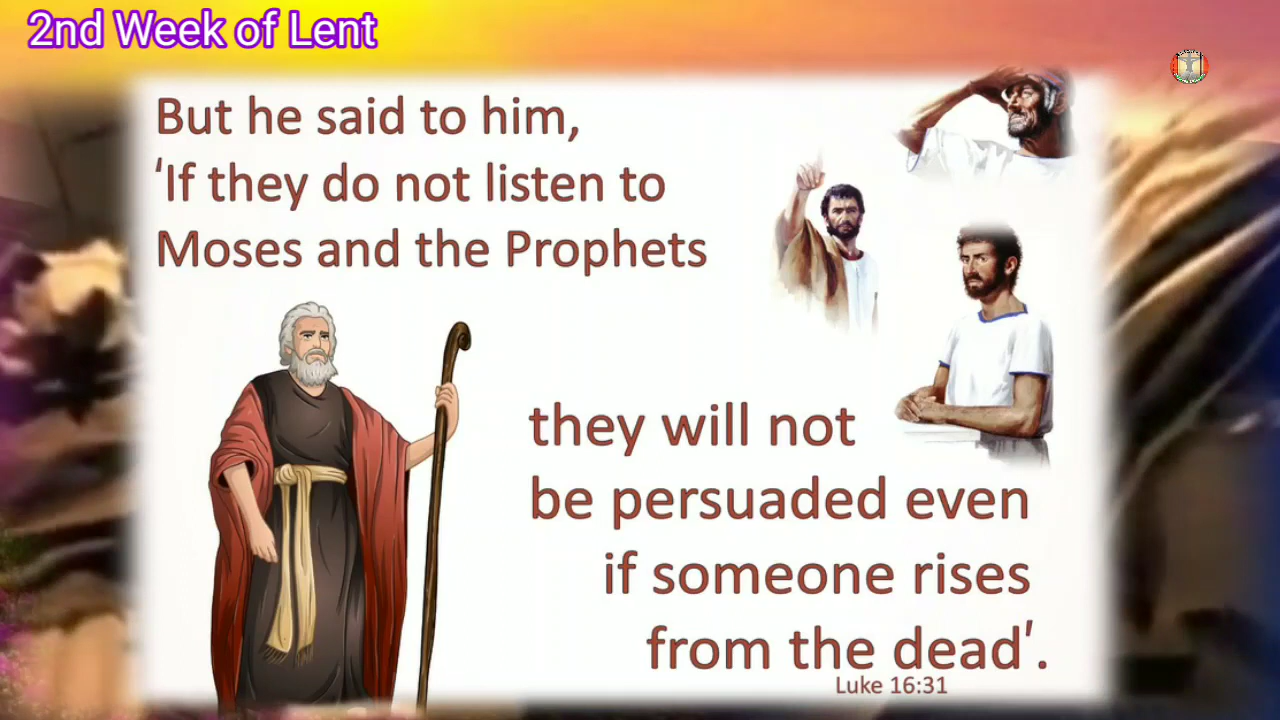 2nd Week of Lent
But he said to him,
‘If they do not listen to
Moses and the Prophets
they will not
be persuaded even
if someone rises
from the dead’.
Luke 16:31